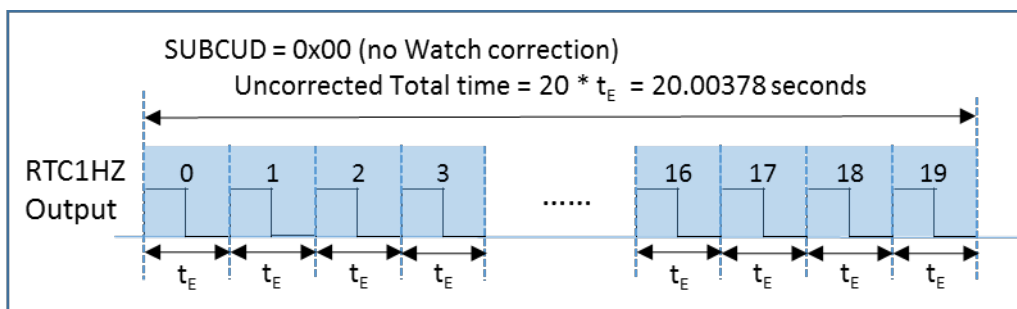 SUBCUD = 0x00 (no Watch correction)
Uncorrected Total time = 20 * tE = 20.00378 seconds
RTC1HZ
Output
0 1 2 3 ...... 16 17 18 19
tE tE tE tE tE tE tE tE